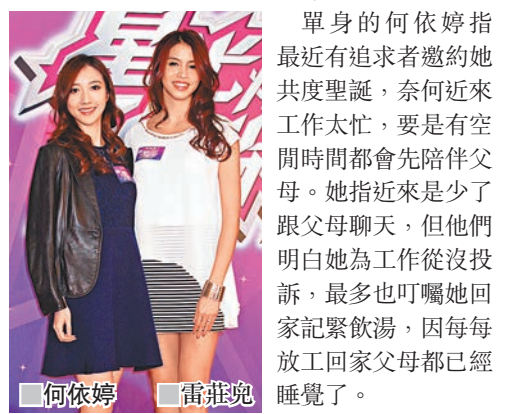 單身的何依婷指
最近有追求者邀約她
共度聖誕，奈何近來
工作太忙，要是有空
閒時間都會先陪伴父
母。她指近來是少了
跟父母聊天，但他們
明白她為工作從沒投
訴，最多也叮囑她回
家記緊飲湯，因每每
放工回家父母都已經
睡覺了。
■何依婷
■雷莊兒